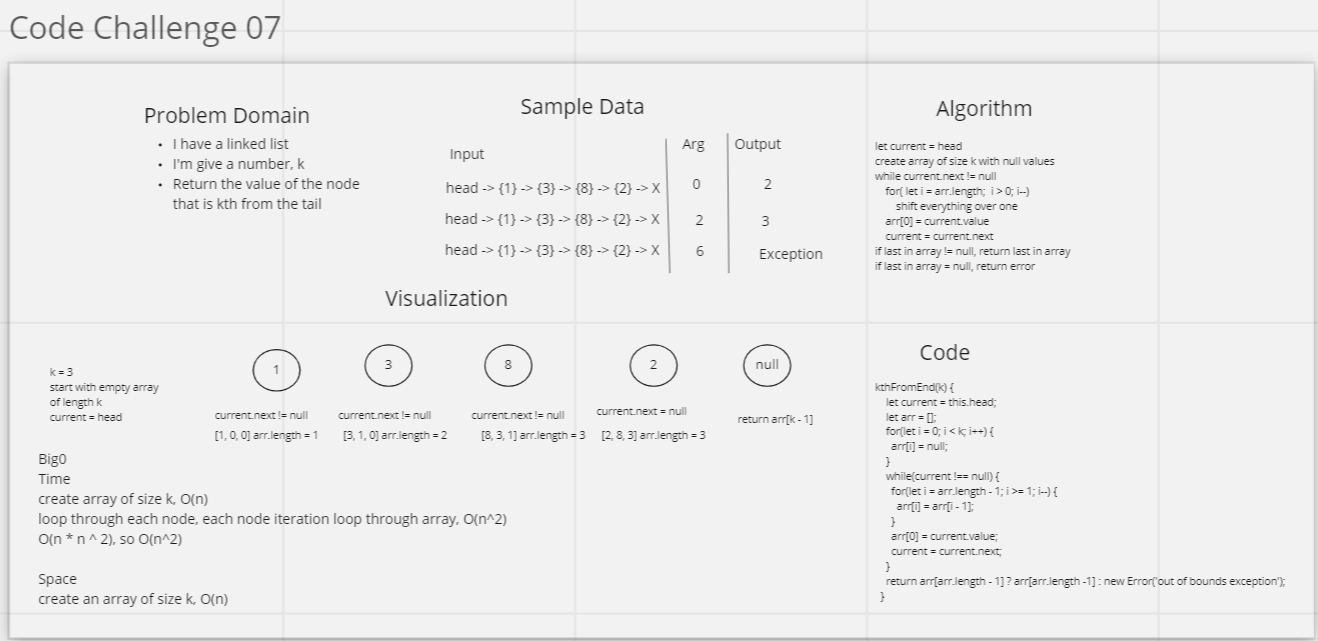 Code Challenge 07
Problem Domain
• I have a linked list
• I'm give a number, k
• Return the value of the node
that is kth from the tail
Sample Data
Input Arg Output
head -> {1} -> {3} -> {8} -> {2} -> X 0 2
head -> {1} -> {3} -> {8} -> {2} -> X 2 3
head -> {1} -> {3} -> {8} -> {2} -> X 6 Exception
Algorithm
let current = head
create array of size k with null values
while current.next != null
for( let i = arr.length; i > 0; i--)
shift everything over one
arr[0] = current.value
current = current.next
if last in array != null, return last in array
if last in array = null, return error
Visualization
k = 3
start with empty array
of length k
current = head
1 3 8 2 null
current.next != null current.next != null current.next != null current.next = null return arr[k - 1]
[1, 0, 0] arr.length = 1 [3, 1, 0] arr.length = 2 [8, 3, 1] arr.length = 3 [2, 8, 3] arr.length = 3
BigO
Time
create array of size k, O(n)
loop through each node, each node iteration loop through array, O(n^2)
O(n * n ^ 2), so O(n^2)
Space
create an array of size k, O(n)
Code
kthFromEnd(k) {
let current = this.head;
let arr = [];
for(let i = 0; i < k; i++) {
arr[i] = null;
}
while(current !== null) {
for(let i = arr.length - 1; i >= 1; i--) {
arr[i] = arr[i - 1];
}
arr[0] = current.value;
current = current.next;
}
return arr[arr.length - 1] ? arr[arr.length -1] : new Error('out of bounds exception');
}